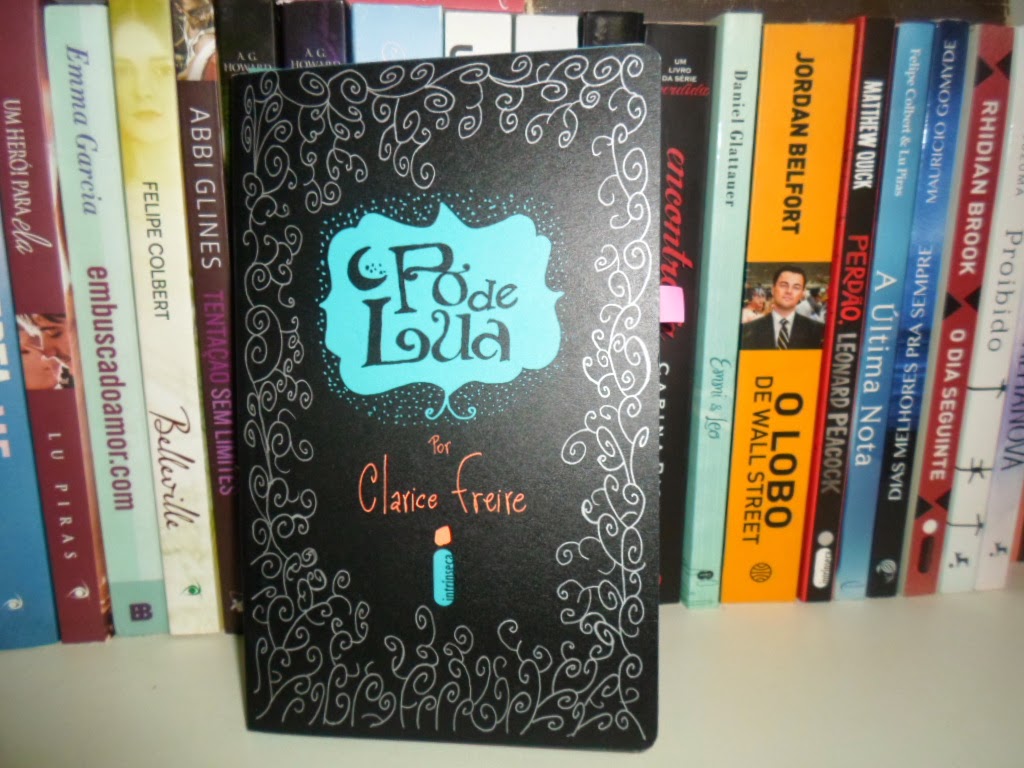 UM HERÓI PARA ela
LU PIRAS
Emma Garcia
embuscadoamor.com
FELIPE COLBERT
Belleville
ABBI GLINES
TENTAÇÃO SEM LIMITES
A. G.
HOWARD
A. G.
HOWARD
Pó de
Lua
Por
Clarice Freire
intrínseca
UM
LIVRO
DA SÉRIE
perdida
Daniel Glattauer
Emmi & Leo
JORDAN BELFORT
O LOBO
DE WALL STREET
MATTHEW QUICK
PERDÃO, LEONARD PEACOCK
Felipe Colbert & Lu Piras
A Última Nota
MAURICIO GOMYDE
DIAS MELHORES PRA SEMPRE
RHIDIAN BROOK
O DIA SEGUINTE
Proibido